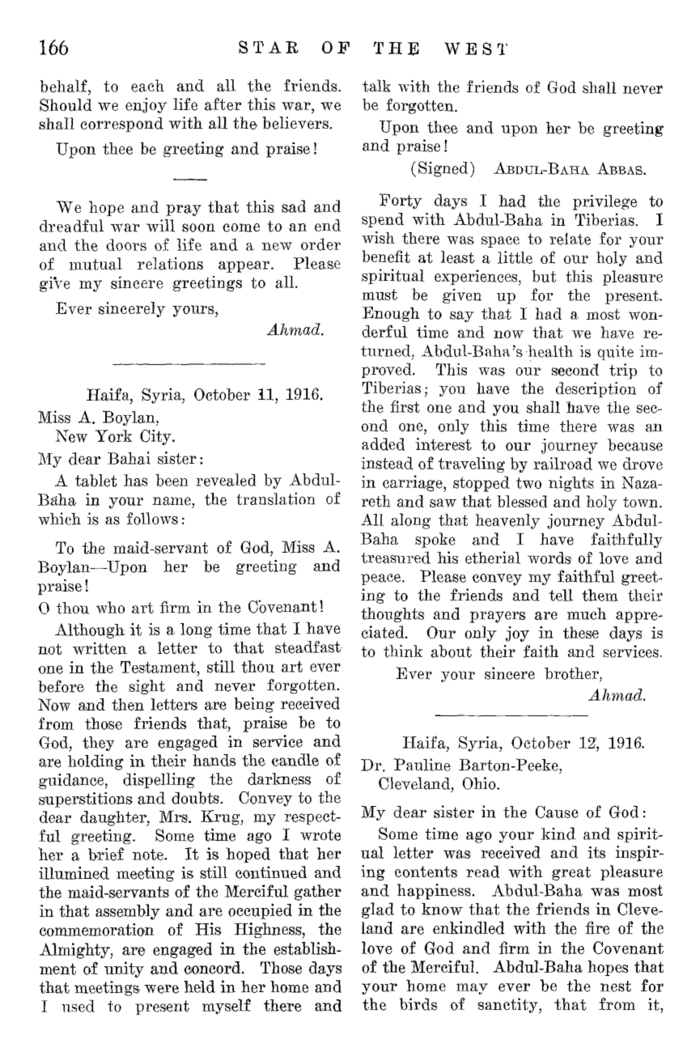 166
STAR OF THE WEST
behalf, to each and all the friends.
Should we enjoy life after this war, we
shall correspond with all the believers.
Upon thee be greeting and praise!
We hope and pray that this sad and
dreadful war will soon come to an end
and the doors of life and a new order
of mutual relations appear. Please
give my sincere greetings to all.
Ever sincerely yours,
Ahmad.
Haifa, Syria, October 11, 1916.
Miss A. Boylan,
New York City.
My dear Bahai sister:
A tablet has been revealed by Abdul-
Baha in your name, the translation of
which is as follows:
To the maid-servant of God, Miss A.
Boylan—Upon her be greeting and
praise!
O thou who art firm in the Covenant!
Although it is a long time that I have
not written a letter to that steadfast
one in the Testament, still thou art ever
before the sight and never forgotten.
Now and then letters are being received
from those friends that, praise be to
God, they are engaged in service and
are holding in their hands the candle of
guidance, dispelling the darkness of
superstitions and doubts. Convey to the
dear daughter, Mrs. Krug, my respect-
ful greeting. Some time ago I wrote
her a brief note. It is hoped that her
illumined meeting is still continued and
the maid-servants of the Merciful gather
in that assembly and are occupied in the
commemoration of His Highness, the
Almighty, are engaged in the establish-
ment of unity and concord. Those days
that meetings were held in her home and
I used to present myself there and
talk with the friends of God shall never
be forgotten.
Upon thee and upon her be greeting
and praise!
(Signed) ABDUL-BAHA ABBAS.
Forty days I had the privilege to
spend with Abdul-Baha in Tiberias. I
wish there was space to relate for your
benefit at least a little of our holy and
spiritual experiences, but this pleasure
must be given up for the present.
Enough to say that I had a most won-
derful time and now that we have re-
turned, Abdul-Baha's health is quite im-
proved. This was our second trip to
Tiberias; you have the description of
the first one and you shall have the sec-
ond one, only this time there was an
added interest to our journey because
instead of traveling by railroad we drove
in carriage, stopped two nights in Naza-
reth and saw that blessed and holy town.
All along that heavenly journey Abdul-
Baha spoke and I have faithfully
treasured his etherial words of love and
peace. Please convey my faithful greet-
ing to the friends and tell them their
thoughts and prayers are much appre-
ciated. Our only joy in these days is
to think about their faith and services.
Ever your sincere brother,
Ahmad.
Haifa, Syria, October 12, 1916.
Dr. Pauline Barton-Peeke,
Cleveland, Ohio.
My dear sister in the Cause of God:
Some time ago your kind and spirit-
ual letter was received and its inspir-
ing contents read with great pleasure
and happiness. Abdul-Baha was most
glad to know that the friends in Cleve-
land are enkindled with the fire of the
love of God and firm in the Covenant
of the Merciful. Abdul-Baha hopes that
your home may ever be the nest for
the birds of sanctity, that from it,